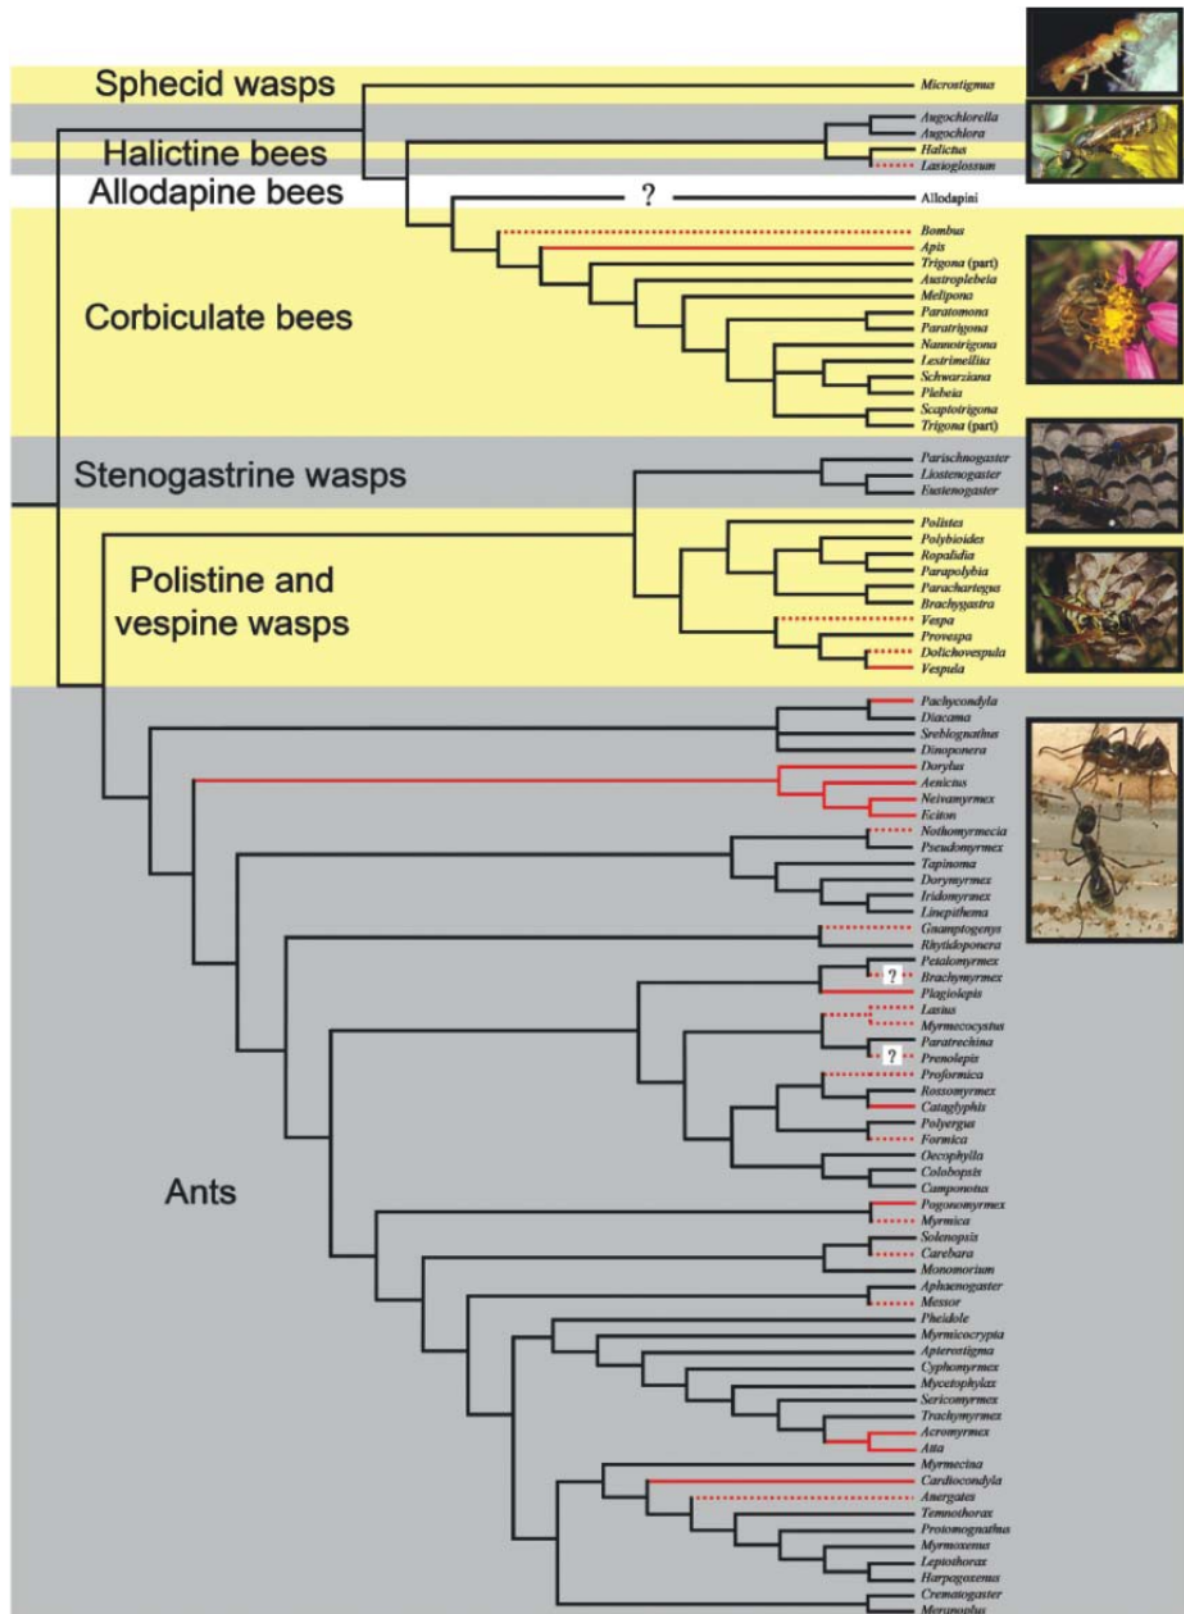 Sphecid wasps
Microstigmus
Augochlorella
Augochlora
Halictine bees
Halictus
Lasioglossum
Allodapine bees
?
Allodapini
Bombus
Apis
Trigona (part)
Austroplebeia
Melipona
Corbiculate bees
Paratomona
Paratrigona
Nannotrigona
Lestrimelitta
Schwarziana
Plebeia
Scaptotrigona
Trigona (part)
Stenogastrine wasps
Parischnogaster
Liostenogaster
Eustenogaster
Polistine and
vespine wasps
Polistes
Polybioides
Ropalidia
Parapolybia
Parachartegus
Brachygastra
Vespa
Provespa
Dolichovespula
Vespula
Pachycondyla
Diacama
Sreblognathus
Dinoponera
Dorylus
Aenictus
Neivamyrmex
Eciton
Nothomyrmecia
Pseudomyrmex
Tapinoma
Dorymyrmex
Iridomyrmex
Linepithema
Gnamptogenys
Rhytidoponera
Petalomyrmex
?
Brachymyrmex
Plagiolepis
Lasius
Myrmecocystus
Paratrechina
?
Prenolepis
Proformica
Rossomyrmex
Cataglyphis
Polyergus
Formica
Oecophylla
Colobopsis
Camponotus
Ants
Pogonomyrmex
Myrmica
Solenopsis
Carebara
Monomorium
Aphaenogaster
Messor
Pheidole
Myrmicocrypta
Apterostigma
Cyphomyrmex
Mycetophylax
Sericomyrmex
Trachymyrmex
Acromyrmex
Atta
Myrmecina
Cardiocondyla
Anergates
Temnothorax
Protomognathus
Myrmoxenus
Leptothorax
Harpagoxenus
Crematogaster
Meranoplus